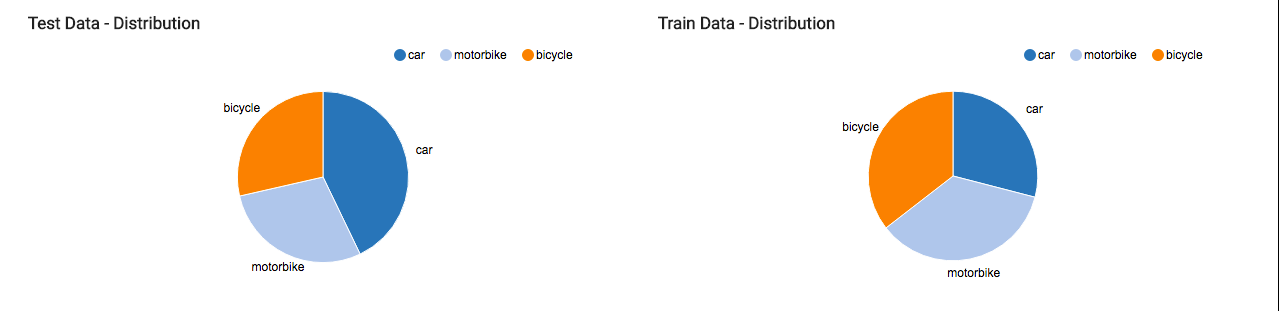 Test Data - Distribution
car motorbike bicycle
bicycle
car
motorbike
Train Data - Distribution
car motorbike bicycle
car
bicycle
motorbike